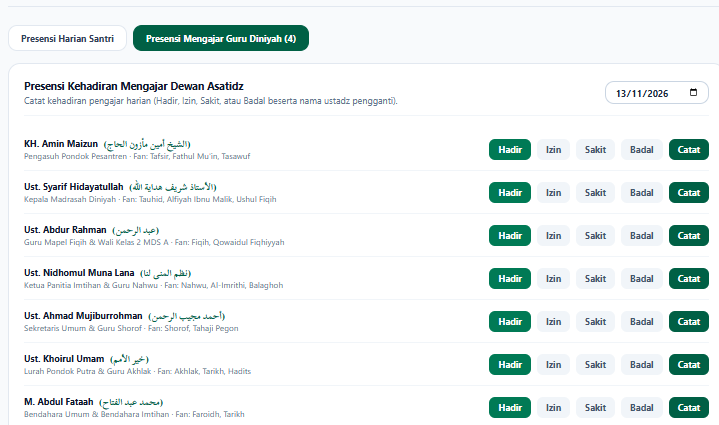 Presensi Harian Santri
Presensi Mengajar Guru Diniyah (4)
Presensi Kehadiran Mengajar Dewan Asatidz
13/11/2026
Catat kehadiran pengajar harian (Hadir, Izin, Sakit, atau Badal beserta nama ustadz pengganti).
KH. Amin Maizun (الشيخ أمين مأزون الحاج)
Pengasuh Pondok Pesantren · Fan: Tafsir, Fathul Mu'in, Tasawuf
Hadir Izin Sakit Badal Catat
Ust. Syarif Hidayatullah (الأستاذ شريف هداية الله)
Kepala Madrasah Diniyah · Fan: Tauhid, Alfiyah Ibnu Malik, Ushul Fiqih
Hadir Izin Sakit Badal Catat
Ust. Abdur Rahman (عبد الرحمن)
Guru Mapel Fiqih & Wali Kelas 2 MDS A · Fan: Fiqih, Qowaidul Fiqhiyyah
Hadir Izin Sakit Badal Catat
Ust. Nidhomul Muna Lana (نظم المنى لنا)
Ketua Panitia Imtihan & Guru Nahwu · Fan: Nahwu, Al-Imrithi, Balaghoh
Hadir Izin Sakit Badal Catat
Ust. Ahmad Mujiburrohman (أحمد مجيب الرحمن)
Sekretaris Umum & Guru Shorof · Fan: Shorof, Tahaji Pegon
Hadir Izin Sakit Badal Catat
Ust. Khoirul Umam (خير الأمم)
Lurah Pondok Putra & Guru Akhlak · Fan: Akhlak, Tarikh, Hadits
Hadir Izin Sakit Badal Catat
M. Abdul Fataah (محمد عبد الفتاح)
Bendahara Umum & Bendahara Imtihan · Fan: Faroidh, Tarikh
Hadir Izin Sakit Badal Catat